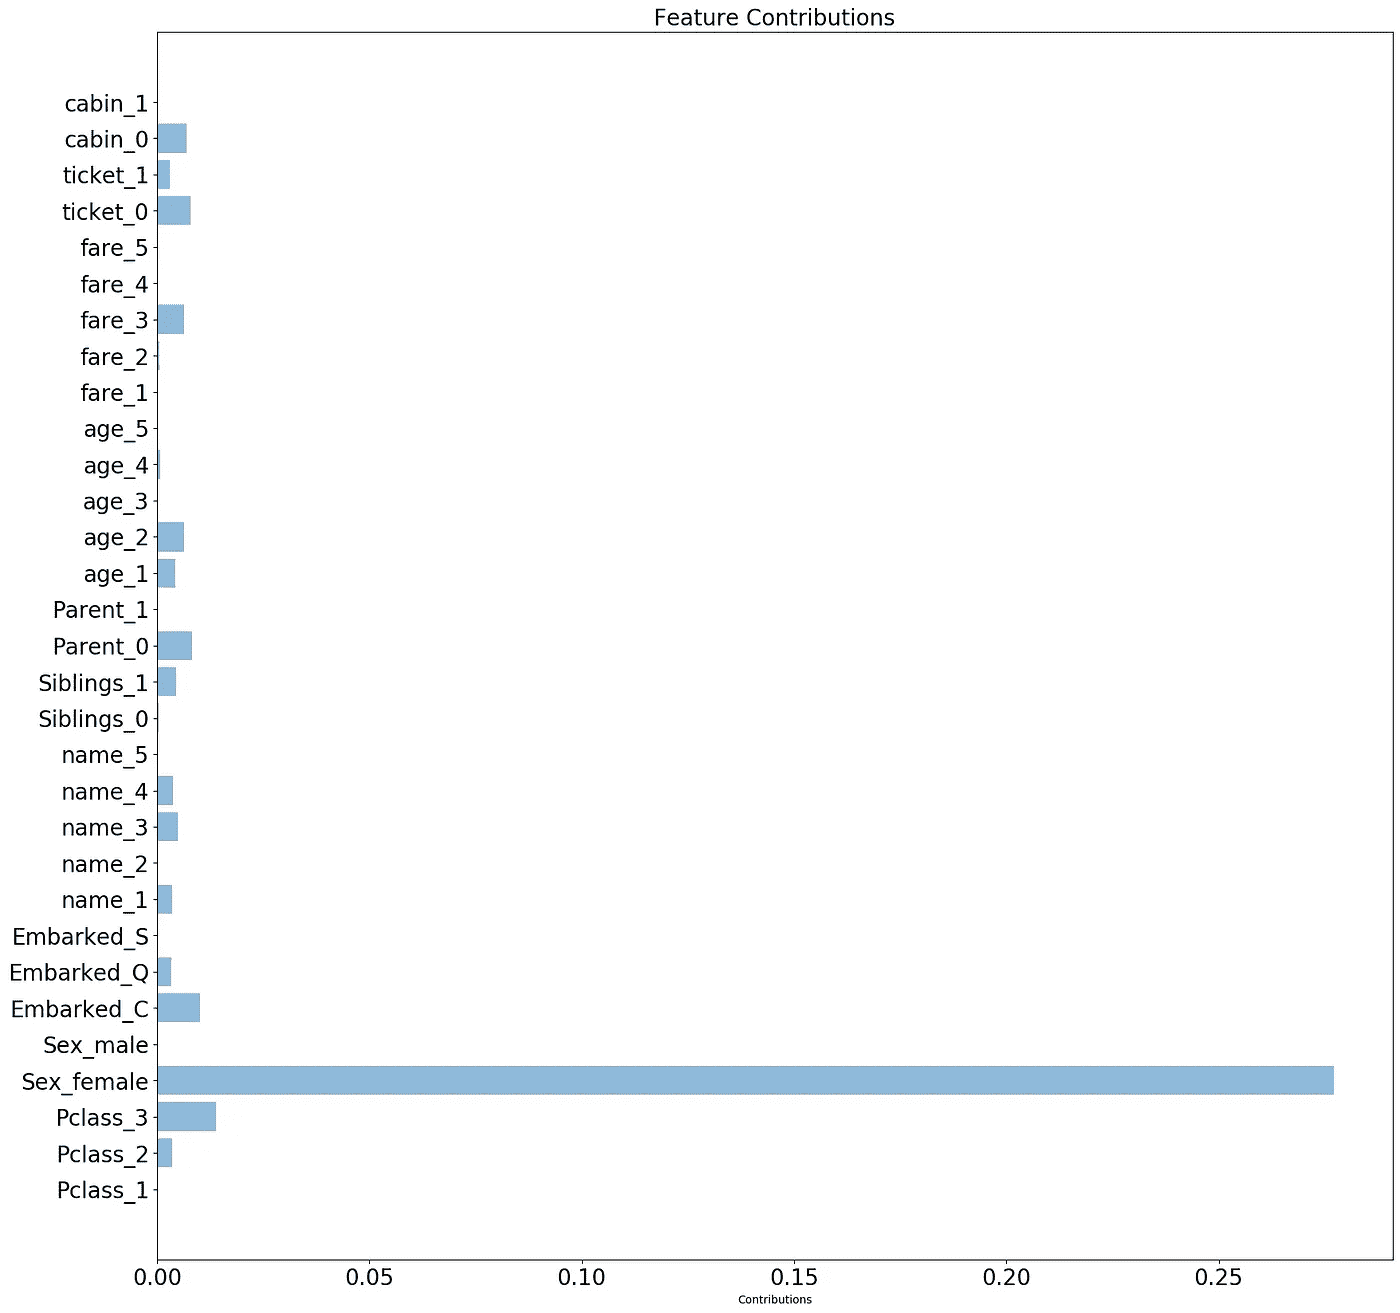 Feature Contributions
cabin_1
cabin_0
ticket_1
ticket_0
fare_5
fare_4
fare_3
fare_2
fare_1
age_5
age_4
age_3
age_2
age_1
Parent_1
Parent_0
Siblings_1
Siblings_0
name_5
name_4
name_3
name_2
name_1
Embarked_S
Embarked_Q
Embarked_C
Sex_male
Sex_female
Pclass_3
Pclass_2
Pclass_1
0.00 0.05 0.10 0.15 0.20 0.25
Contributions